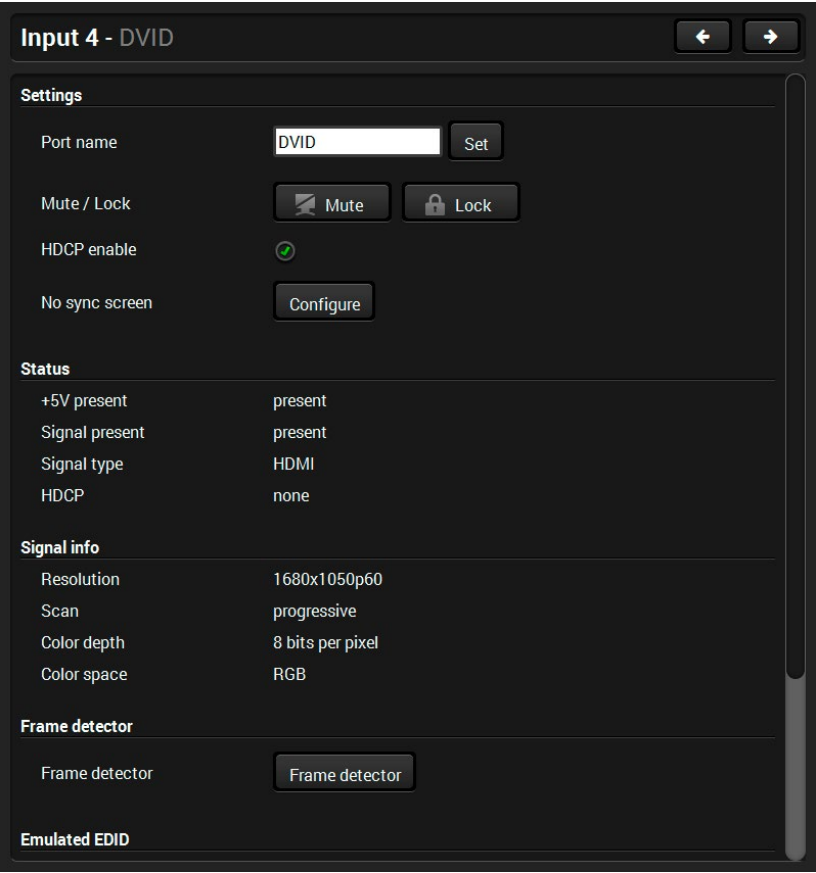 Input 4 - DVID
Settings
Port name DVID Set
Mute / Lock Mute Lock
HDCP enable
No sync screen Configure
Status
+5V present present
Signal present present
Signal type HDMI
HDCP none
Signal info
Resolution 1680x1050p60
Scan progressive
Color depth 8 bits per pixel
Color space RGB
Frame detector
Frame detector Frame detector
Emulated EDID